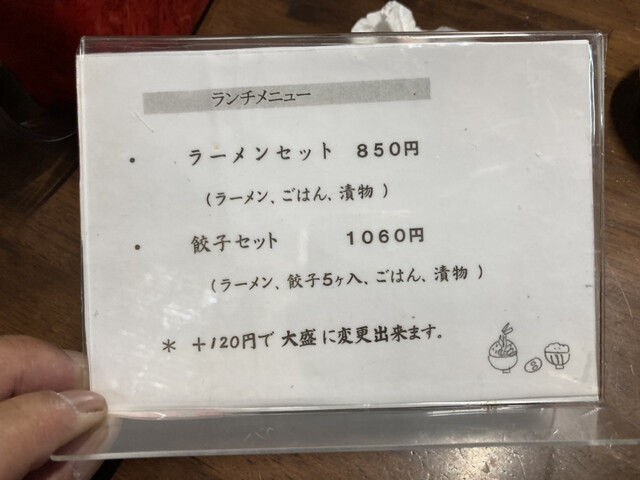 ランチメニュー
・ ラーメンセット 850円
(ラーメン、ごはん、漬物)
・ 餃子セット 1060円
(ラーメン、餃子5ヶ入、ごはん、漬物)
＊ +120円で大盛に変更出来ます。